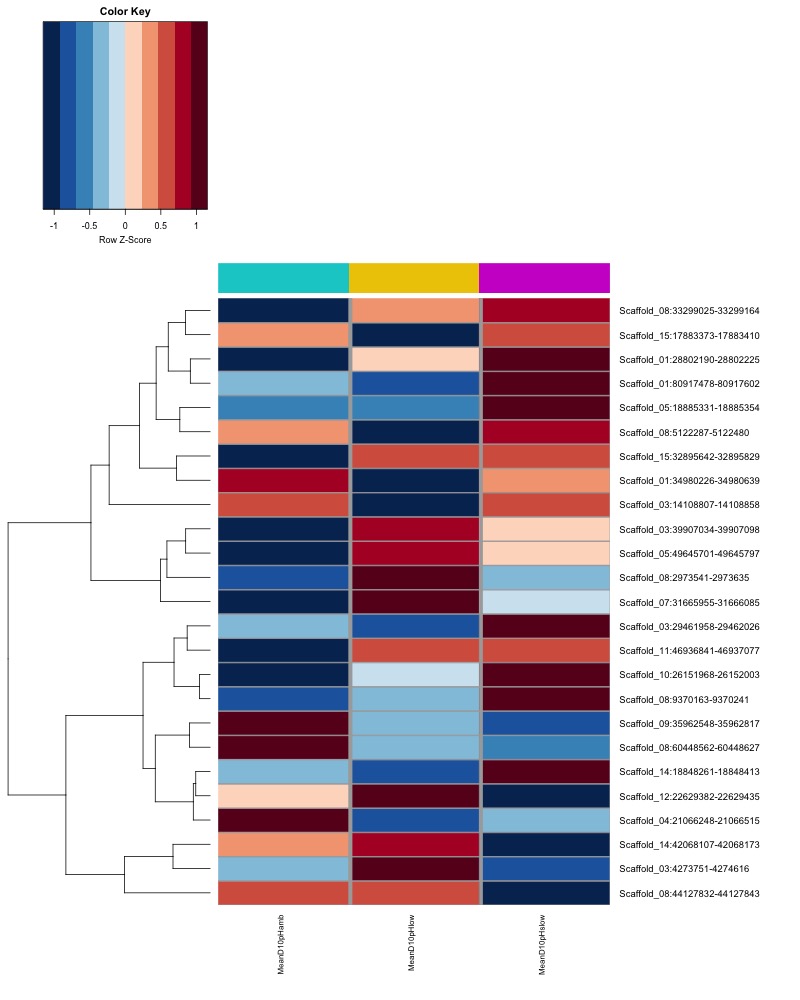 Color Key
-1 -0.5 0 0.5 1
Row Z-Score
Scaffold_08:33299025-33299164
Scaffold_15:17883373-17883410
Scaffold_01:28802190-28802225
Scaffold_01:80917478-80917602
Scaffold_05:18885331-18885354
Scaffold_08:5122287-5122480
Scaffold_15:32895642-32895829
Scaffold_01:34980226-34980639
Scaffold_03:14108807-14108858
Scaffold_03:39907034-39907098
Scaffold_05:49645701-49645797
Scaffold_08:2973541-2973635
Scaffold_07:31665955-31666085
Scaffold_03:29461958-29462026
Scaffold_11:46936841-46937077
Scaffold_10:26151968-26152003
Scaffold_08:9370163-9370241
Scaffold_09:35962548-35962817
Scaffold_08:60448562-60448627
Scaffold_14:18848261-18848413
Scaffold_12:22629382-22629435
Scaffold_04:21066248-21066515
Scaffold_14:42068107-42068173
Scaffold_03:4273751-4274616
Scaffold_08:44127832-44127843
MeanD10pHamb
MeanD10pHlow
MeanD10pHslow